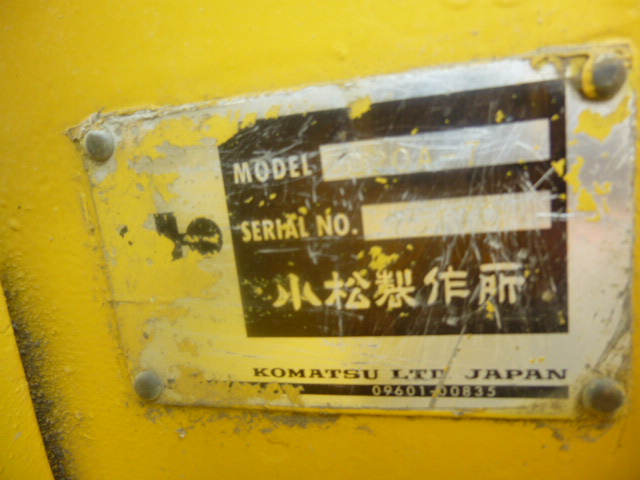 MODEL
SERIAL NO.
小松製作所
KOMATSU LTD JAPAN
09601-00835